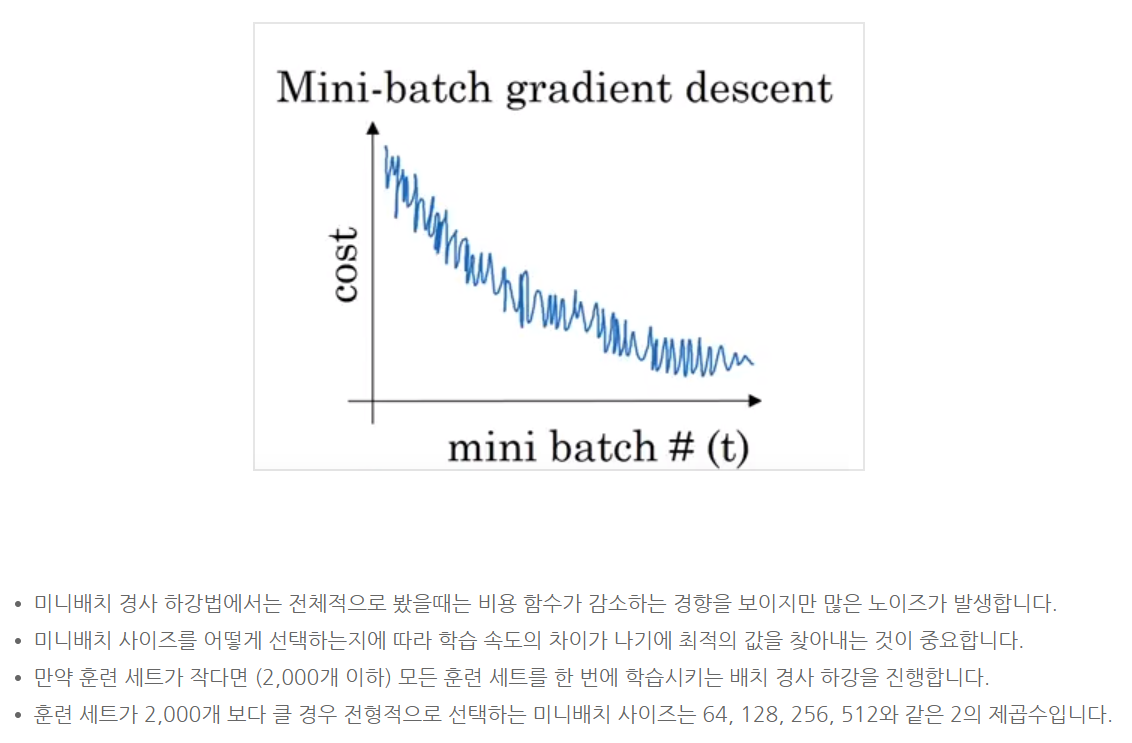 Mini-batch gradient descent
cost
mini batch # (t)
미니배치 경사 하강법에서는 전체적으로 봤을때는 비용 함수가 감소하는 경향을 보이지만 많은 노이즈가 발생합니다.
미니배치 사이즈를 어떻게 선택하는지에 따라 학습 속도의 차이가 나기에 최적의 값을 찾아내는 것이 중요합니다.
만약 훈련 세트가 작다면 (2,000개 이하) 모든 훈련 세트를 한 번에 학습시키는 배치 경사 하강을 진행합니다.
훈련 세트가 2,000개 보다 클 경우 전형적으로 선택하는 미니배치 사이즈는 64, 128, 256, 512와 같은 2의 제곱수입니다.